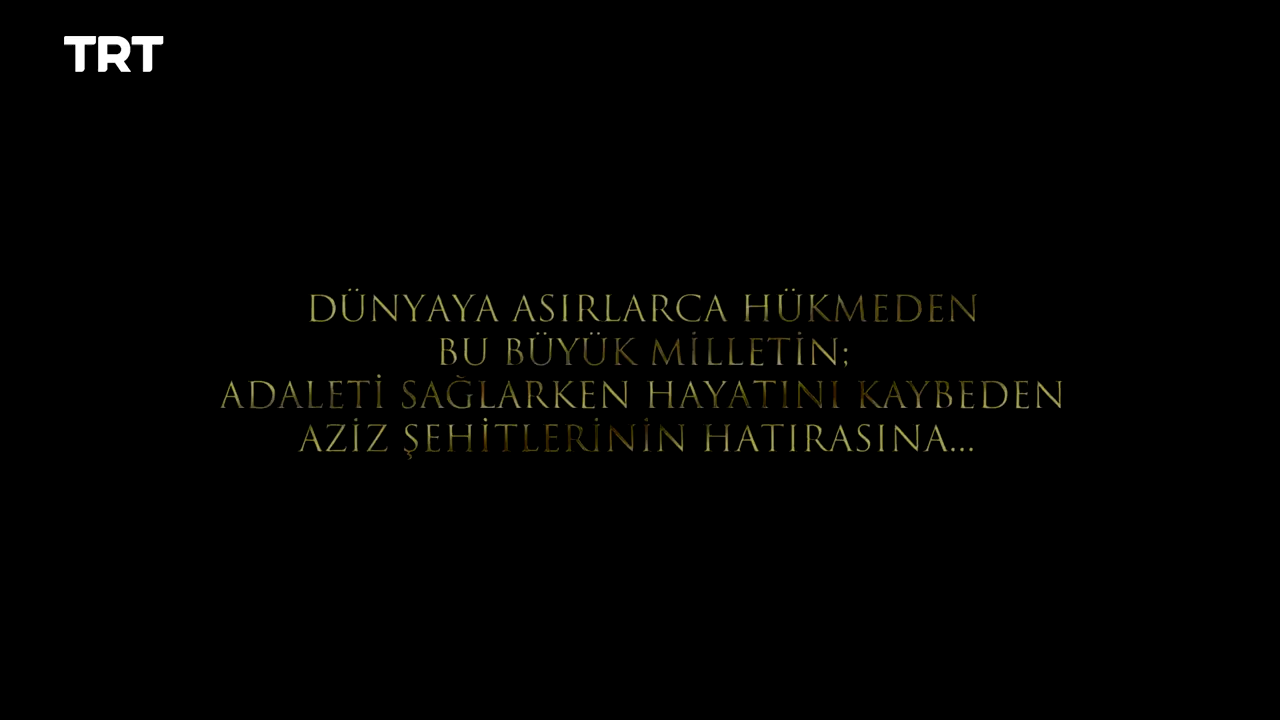 TRT
DÜNYAYA ASIRLARCA HÜKMEDEN
BU BÜYÜK MİLLETİN;
ADALETİ SAĞLARKEN HAYATINI KAYBEDEN
AZİZ ŞEHİTLERİNİN HATIRASINA...